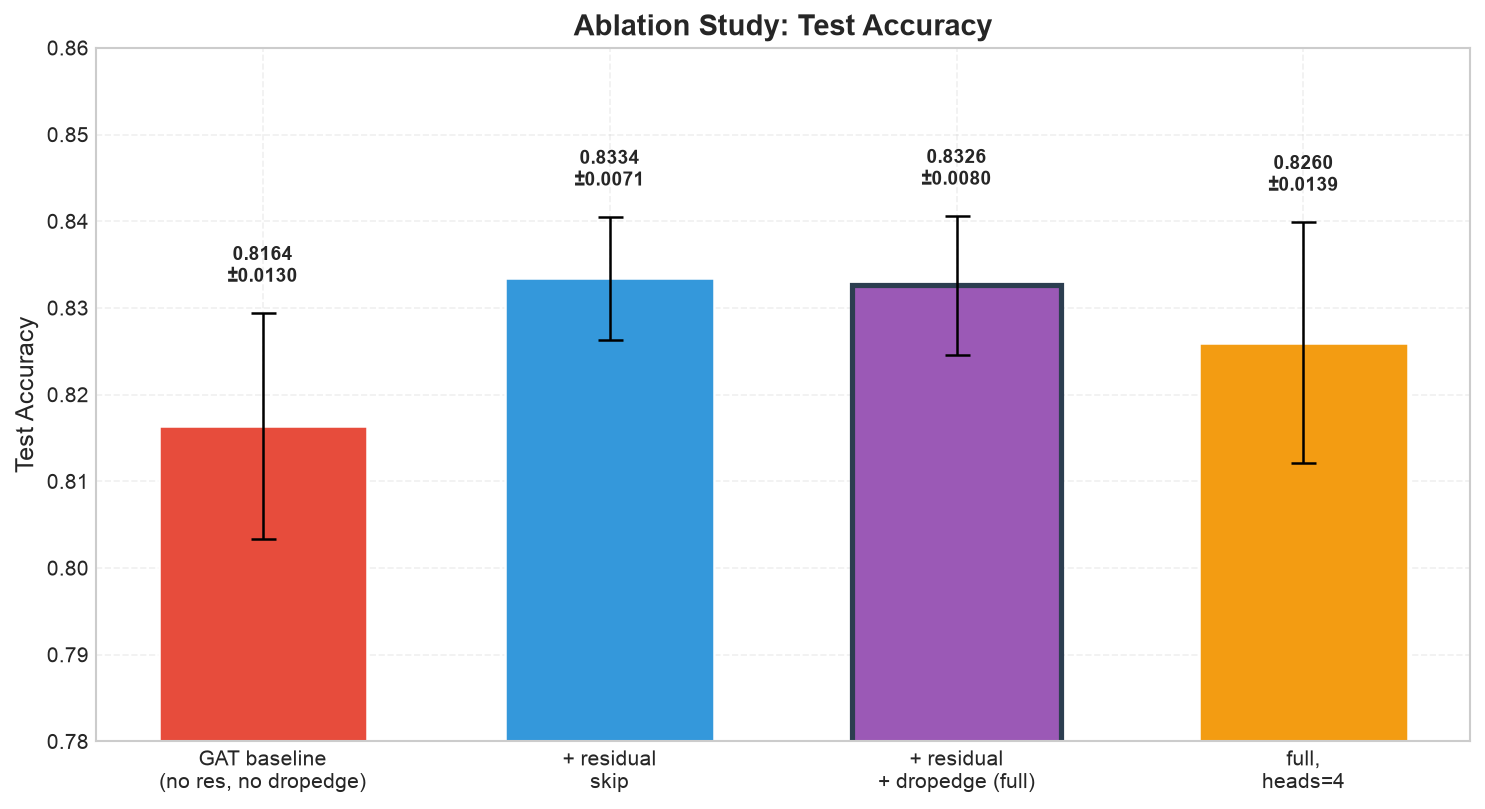 Ablation Study: Test Accuracy
Test Accuracy
0.86
0.85
0.84
0.83
0.82
0.81
0.80
0.79
0.78
0.8164
±0.0130
0.8334
±0.0071
0.8326
±0.0080
0.8260
±0.0139
GAT baseline
(no res, no dropedge)
+ residual
skip
+ residual
+ dropedge (full)
full,
heads=4